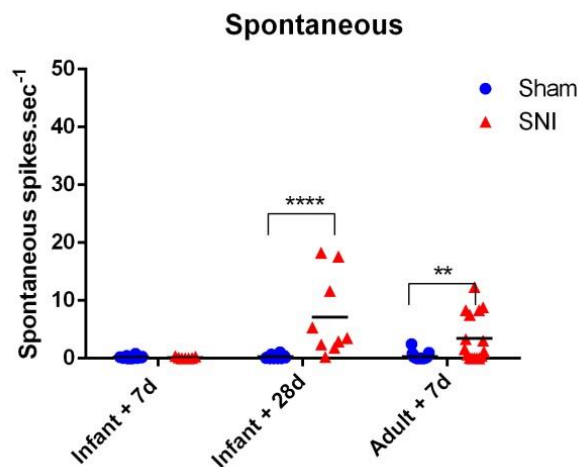 Spontaneous
Spontaneous spikes.sec⁻¹
50
40
30
20
10
0
Sham
SNI
****
**
Infant + 7d
Infant + 28d
Adult + 7d